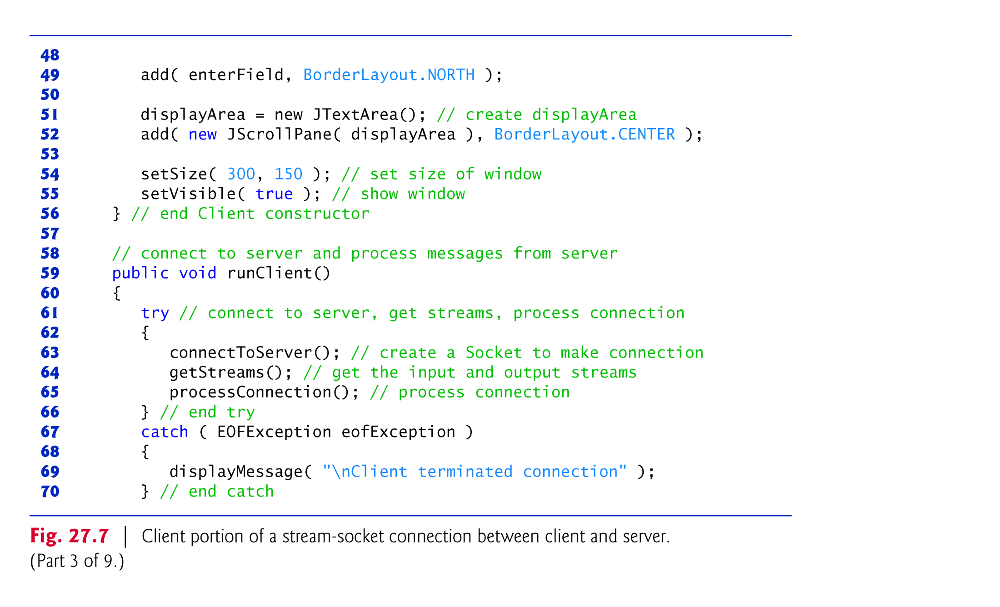 48
49 add( enterField, BorderLayout.NORTH );
50
51 displayArea = new JTextArea(); // create displayArea
52 add( new JScrollPane( displayArea ), BorderLayout.CENTER );
53
54 setSize( 300, 150 ); // set size of window
55 setVisible( true ); // show window
56 } // end Client constructor
57
58 // connect to server and process messages from server
59 public void runClient()
60 {
61 try // connect to server, get streams, process connection
62 {
63 connectToServer(); // create a Socket to make connection
64 getStreams(); // get the input and output streams
65 processConnection(); // process connection
66 } // end try
67 catch ( EOFException eofException )
68 {
69 displayMessage( "\nClient terminated connection" );
70 } // end catch
Fig. 27.7 | Client portion of a stream-socket connection between client and server.
(Part 3 of 9.)